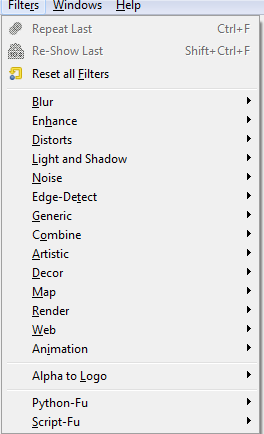 Filters Windows Help
Repeat Last Ctrl+F
Re-Show Last Shift+Ctrl+F
Reset all Filters
Blur
Enhance
Distorts
Light and Shadow
Noise
Edge-Detect
Generic
Combine
Artistic
Decor
Map
Render
Web
Animation
Alpha to Logo
Python-Fu
Script-Fu